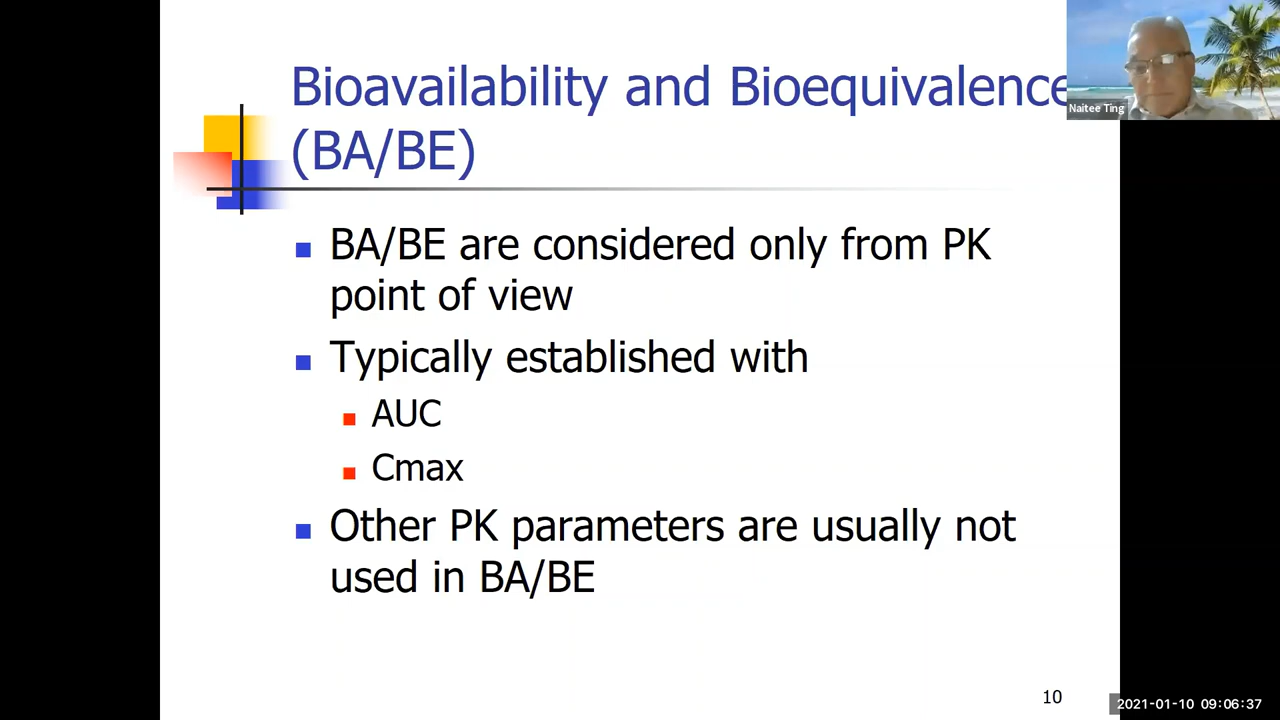 Bioavailability and Bioequivalence
(BA/BE)
Naitee Ting
BA/BE are considered only from PK
point of view
Typically established with
AUC
Cmax
Other PK parameters are usually not
used in BA/BE
10
2021-01-10 09:06:37